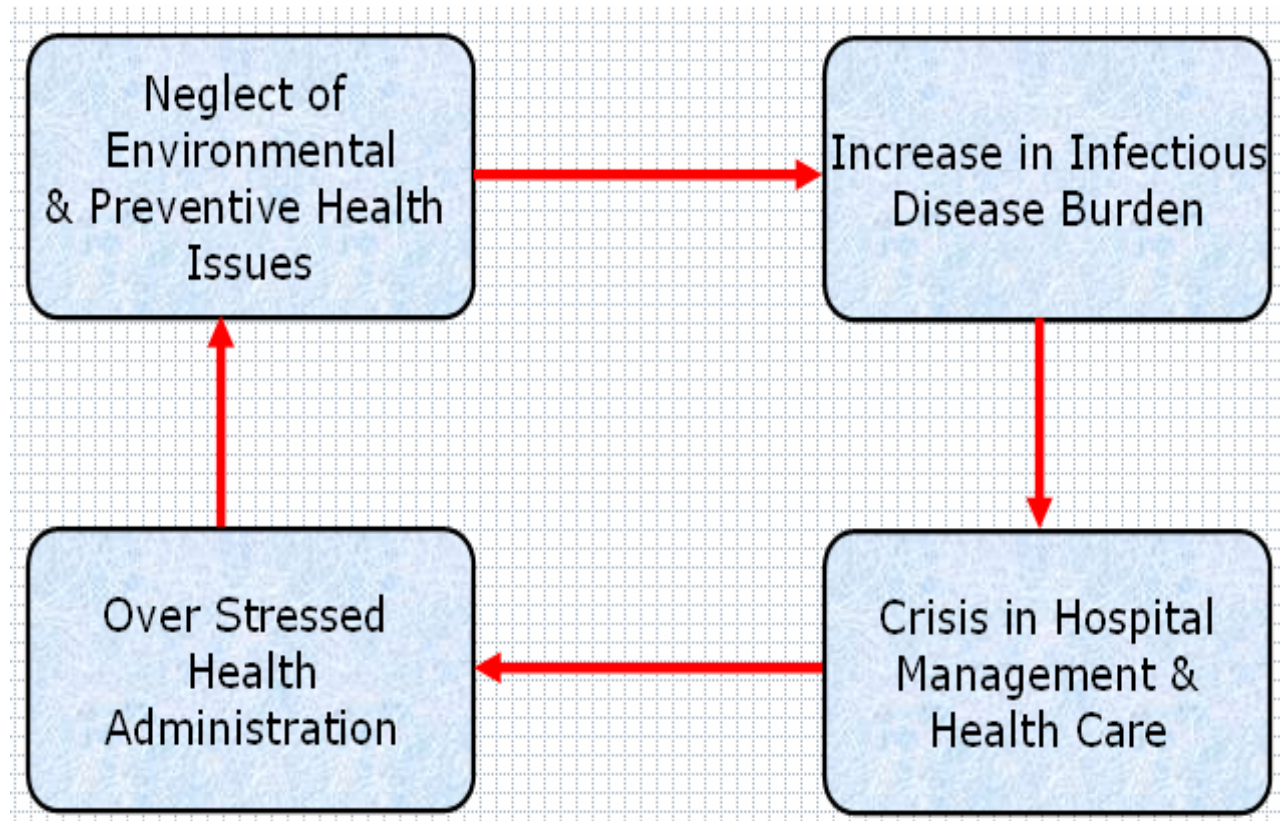 Neglect of
Environmental
& Preventive Health
Issues
Increase in Infectious
Disease Burden
Over Stressed
Health
Administration
Crisis in Hospital
Management &
Health Care